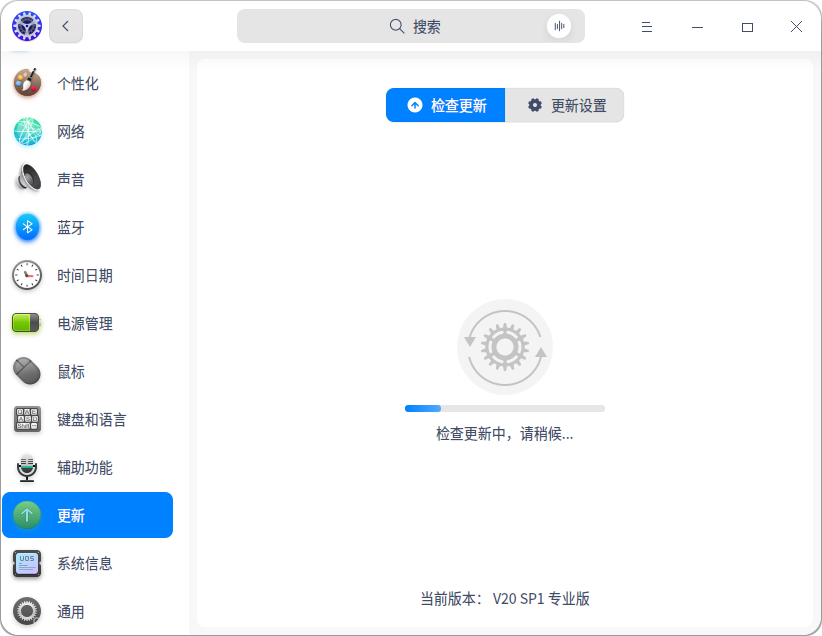 搜索
个性化
网络
声音
蓝牙
时间日期
电源管理
鼠标
键盘和语言
辅助功能
更新
系统信息
通用
检查更新
更新设置
检查更新中，请稍候...
当前版本： V20 SP1 专业版
UOS